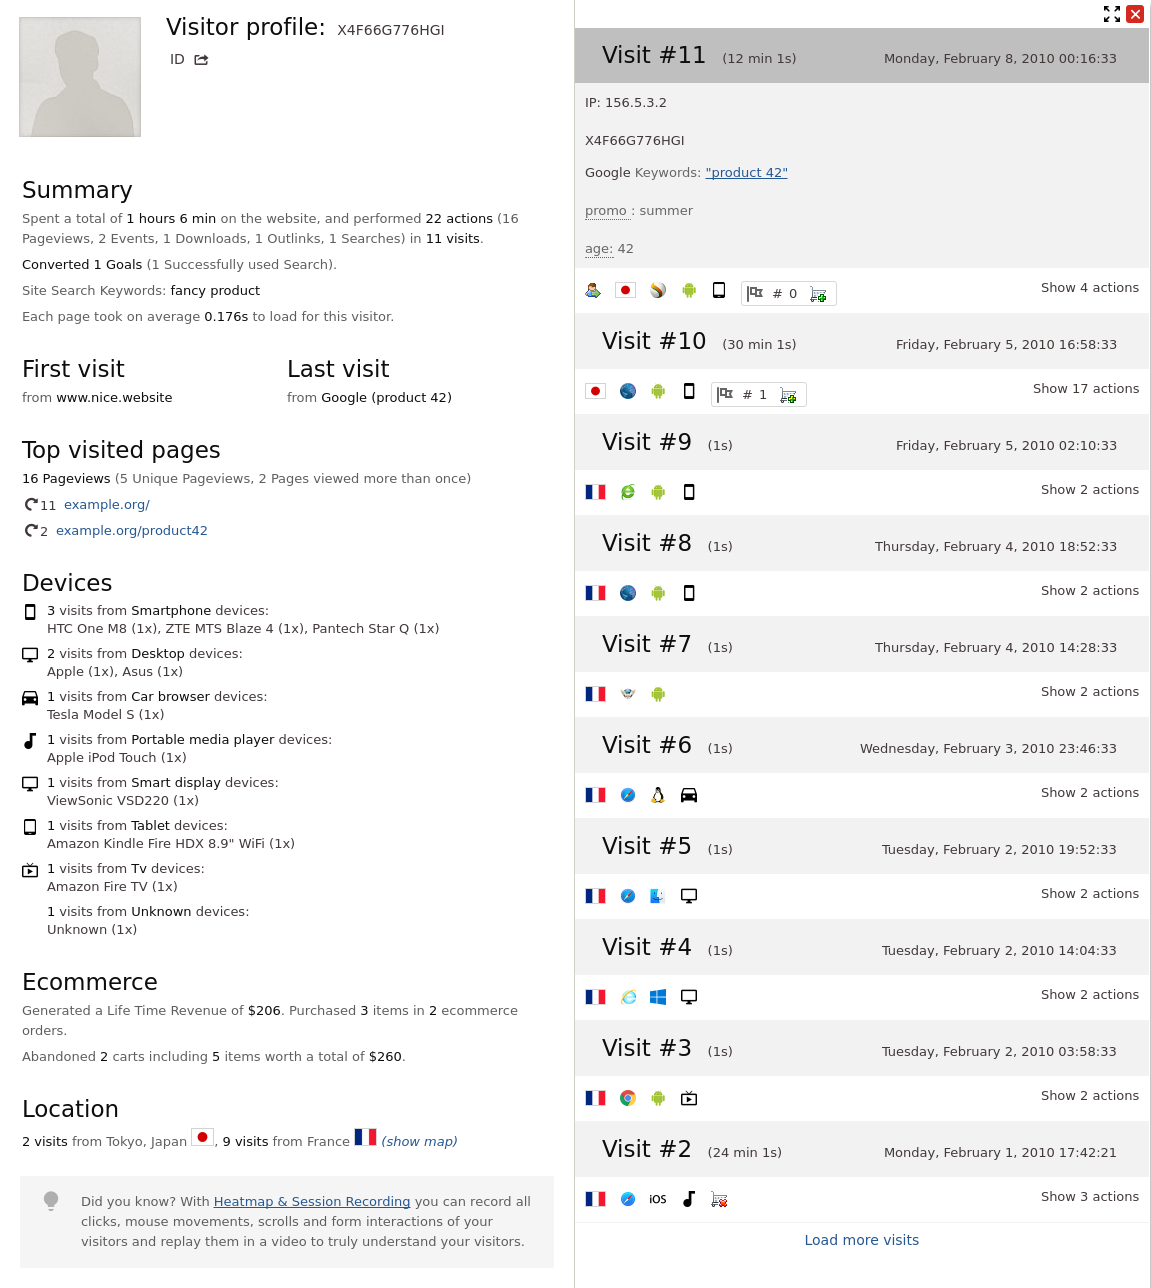 Visitor profile: X4F66G776HGI
ID
Summary
Spent a total of 1 hours 6 min on the website, and performed 22 actions (16
Pageviews, 2 Events, 1 Downloads, 1 Outlinks, 1 Searches) in 11 visits.
Converted 1 Goals (1 Successfully used Search).
Site Search Keywords: fancy product
Each page took on average 0.176s to load for this visitor.
First visit
from www.nice.website
Last visit
from Google (product 42)
Top visited pages
16 Pageviews (5 Unique Pageviews, 2 Pages viewed more than once)
11 example.org/
2 example.org/product42
Devices
3 visits from Smartphone devices:
HTC One M8 (1x), ZTE MTS Blaze 4 (1x), Pantech Star Q (1x)
2 visits from Desktop devices:
Apple (1x), Asus (1x)
1 visits from Car browser devices:
Tesla Model S (1x)
1 visits from Portable media player devices:
Apple iPod Touch (1x)
1 visits from Smart display devices:
ViewSonic VSD220 (1x)
1 visits from Tablet devices:
Amazon Kindle Fire HDX 8.9" WiFi (1x)
1 visits from Tv devices:
Amazon Fire TV (1x)
1 visits from Unknown devices:
Unknown (1x)
Ecommerce
Generated a Life Time Revenue of $206. Purchased 3 items in 2 ecommerce
orders.
Abandoned 2 carts including 5 items worth a total of $260.
Location
2 visits from Tokyo, Japan , 9 visits from France (show map)
Did you know? With Heatmap & Session Recording you can record all
clicks, mouse movements, scrolls and form interactions of your
visitors and replay them in a video to truly understand your visitors.
Visit #11 (12 min 1s) Monday, February 8, 2010 00:16:33
IP: 156.5.3.2
X4F66G776HGI
Google Keywords: "product 42"
promo : summer
age: 42
# 0 Show 4 actions
Visit #10 (30 min 1s) Friday, February 5, 2010 16:58:33
# 1 Show 17 actions
Visit #9 (1s) Friday, February 5, 2010 02:10:33
Show 2 actions
Visit #8 (1s) Thursday, February 4, 2010 18:52:33
Show 2 actions
Visit #7 (1s) Thursday, February 4, 2010 14:28:33
Show 2 actions
Visit #6 (1s) Wednesday, February 3, 2010 23:46:33
Show 2 actions
Visit #5 (1s) Tuesday, February 2, 2010 19:52:33
Show 2 actions
Visit #4 (1s) Tuesday, February 2, 2010 14:04:33
Show 2 actions
Visit #3 (1s) Tuesday, February 2, 2010 03:58:33
Show 2 actions
Visit #2 (24 min 1s) Monday, February 1, 2010 17:42:21
iOS Show 3 actions
Load more visits